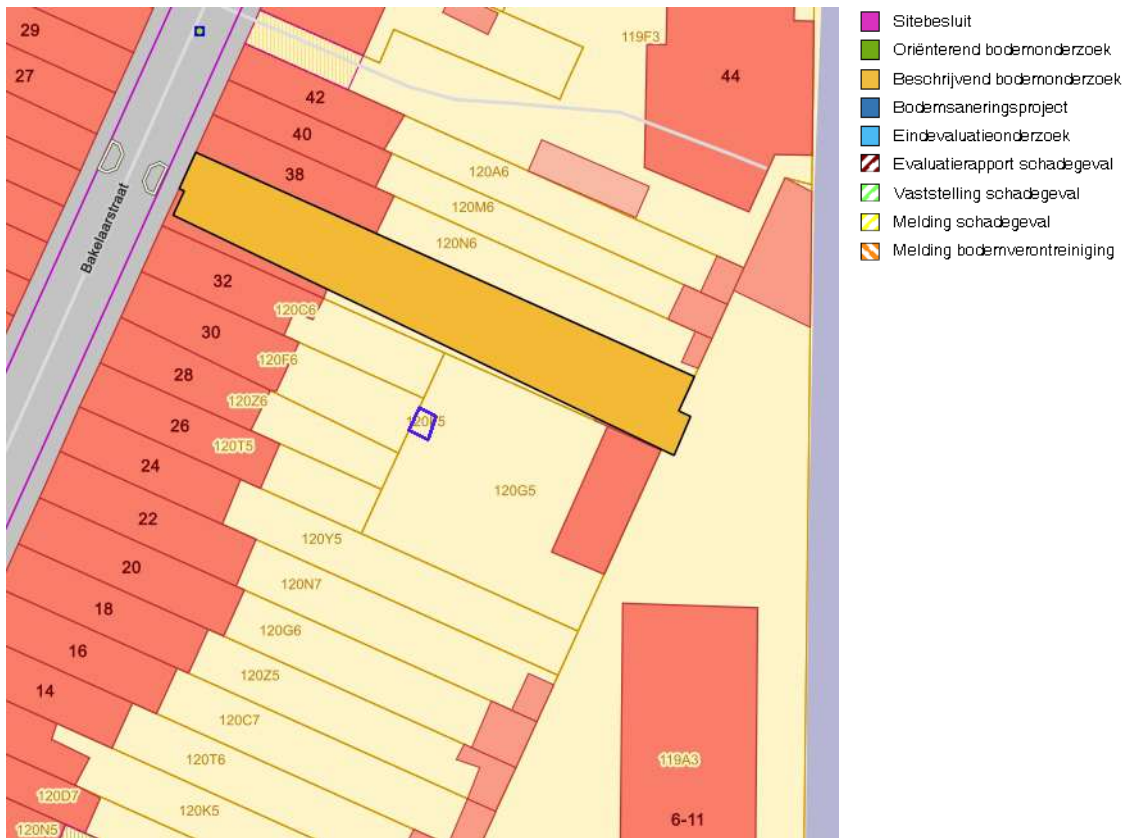 29
27
42
40
38
44
119F3
120A6
120M6
120N6
Bakelaarstraat
32
30
28
26
24
22
20
18
16
14
120C6
120F6
120Z6
120T5
120G5
120Y5
120N7
120G6
120Z5
120C7
120T6
120K5
120D7
120N5
119A3
6-11
Sitebesluit
Oriënterend bodemonderzoek
Beschrijvend bodemonderzoek
Bodemsaneringsproject
Eindevaluatieonderzoek
Evaluatierapport schadegeval
Vaststelling schadegeval
Melding schadegeval
Melding bodemverontreiniging